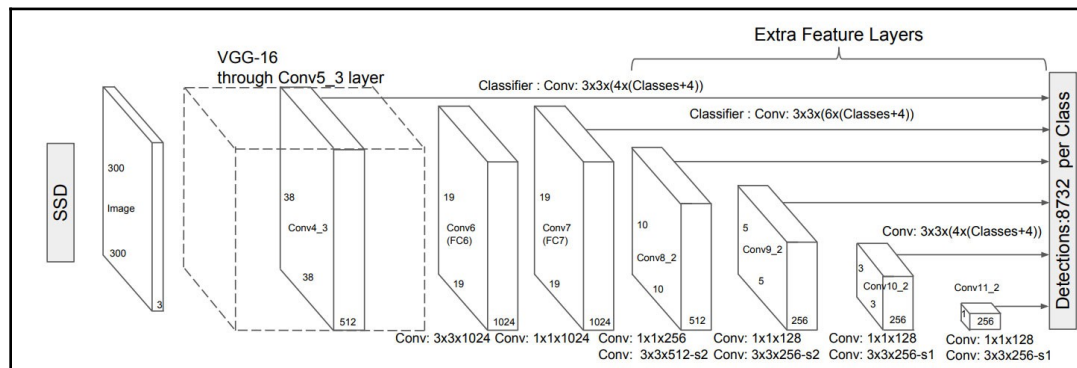 Extra Feature Layers
VGG-16
through Conv5_3 layer
Classifier : Conv: 3x3x(4x(Classes+4))
Classifier : Conv: 3x3x(6x(Classes+4))
SSD
300
Image
300
3
38
Conv4_3
38
512
19
Conv6
(FC6)
19
1024
19
Conv7
(FC7)
19
1024
10
Conv8_2
10
512
5
Conv9_2
5
256
Conv: 3x3x(4x(Classes+4))
3
Conv10_2
3
256
Conv11_2
1
256
Detections:8732 per Class
Conv: 3x3x1024
Conv: 1x1x1024
Conv: 1x1x256
Conv: 3x3x512-s2
Conv: 1x1x128
Conv: 3x3x256-s2
Conv: 1x1x128
Conv: 3x3x256-s1
Conv: 1x1x128
Conv: 3x3x256-s1